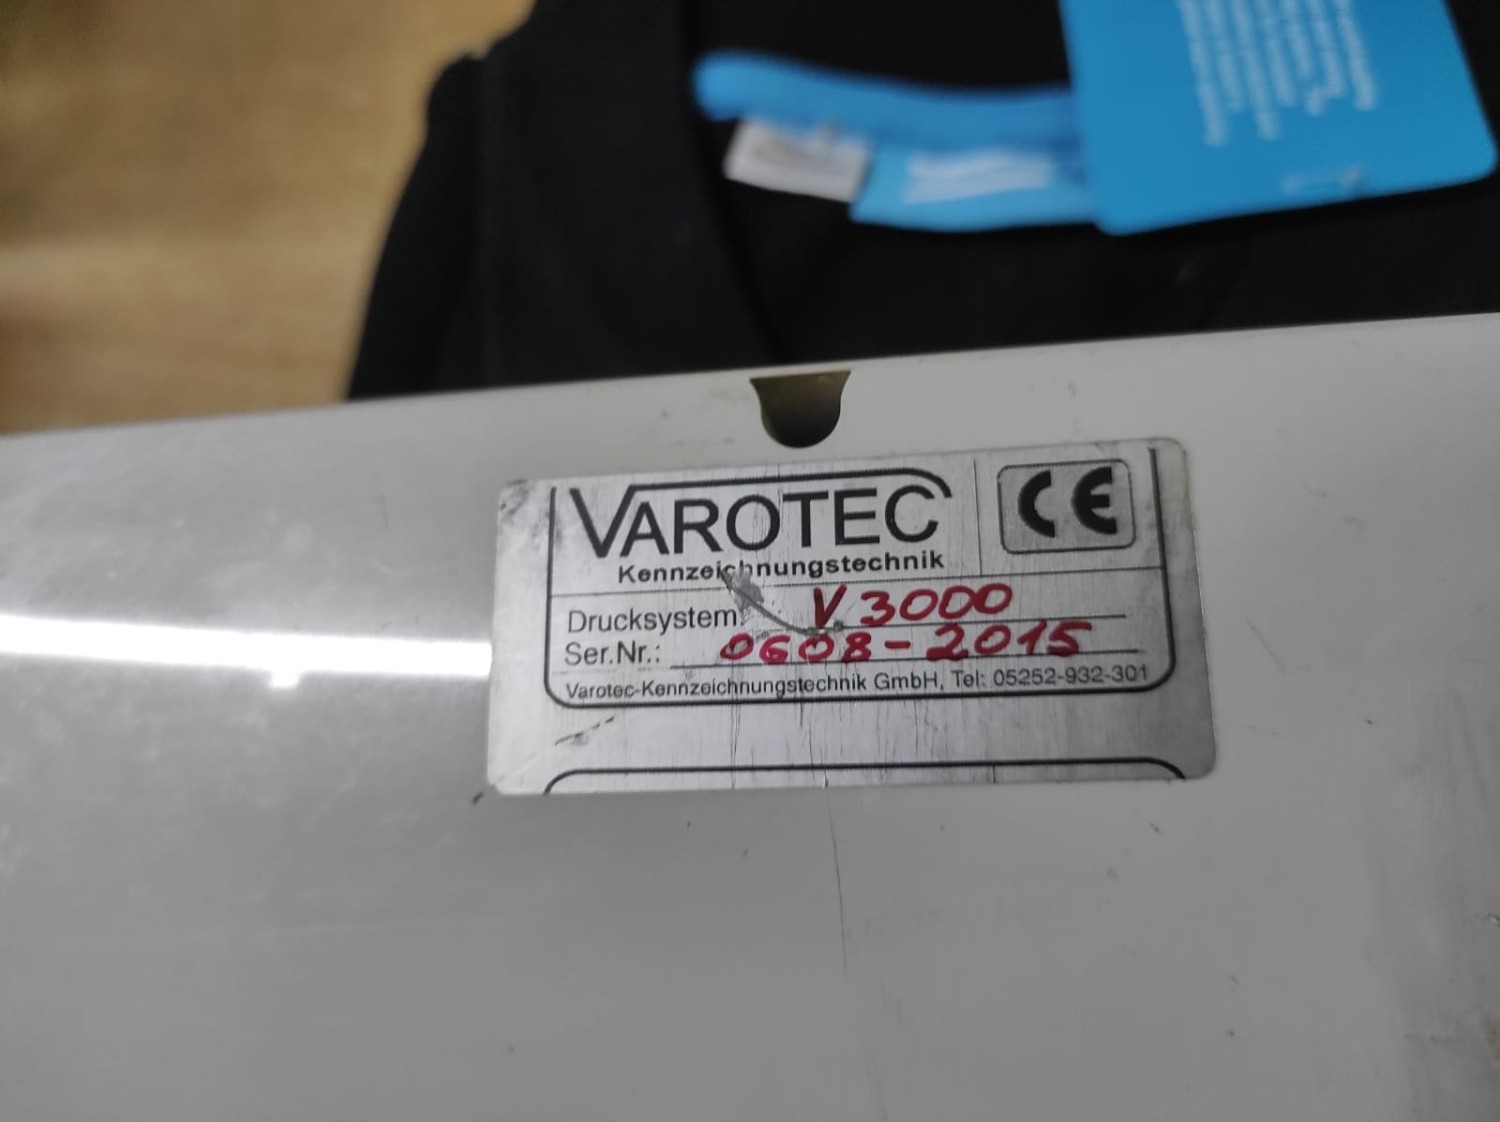 VAROTEC
CE
Kennzeichnungstechnik
Drucksystem: V3000
Ser.Nr.: 0608-2015
Varotec-Kennzeichnungstechnik GmbH, Tel: 05252-932-301